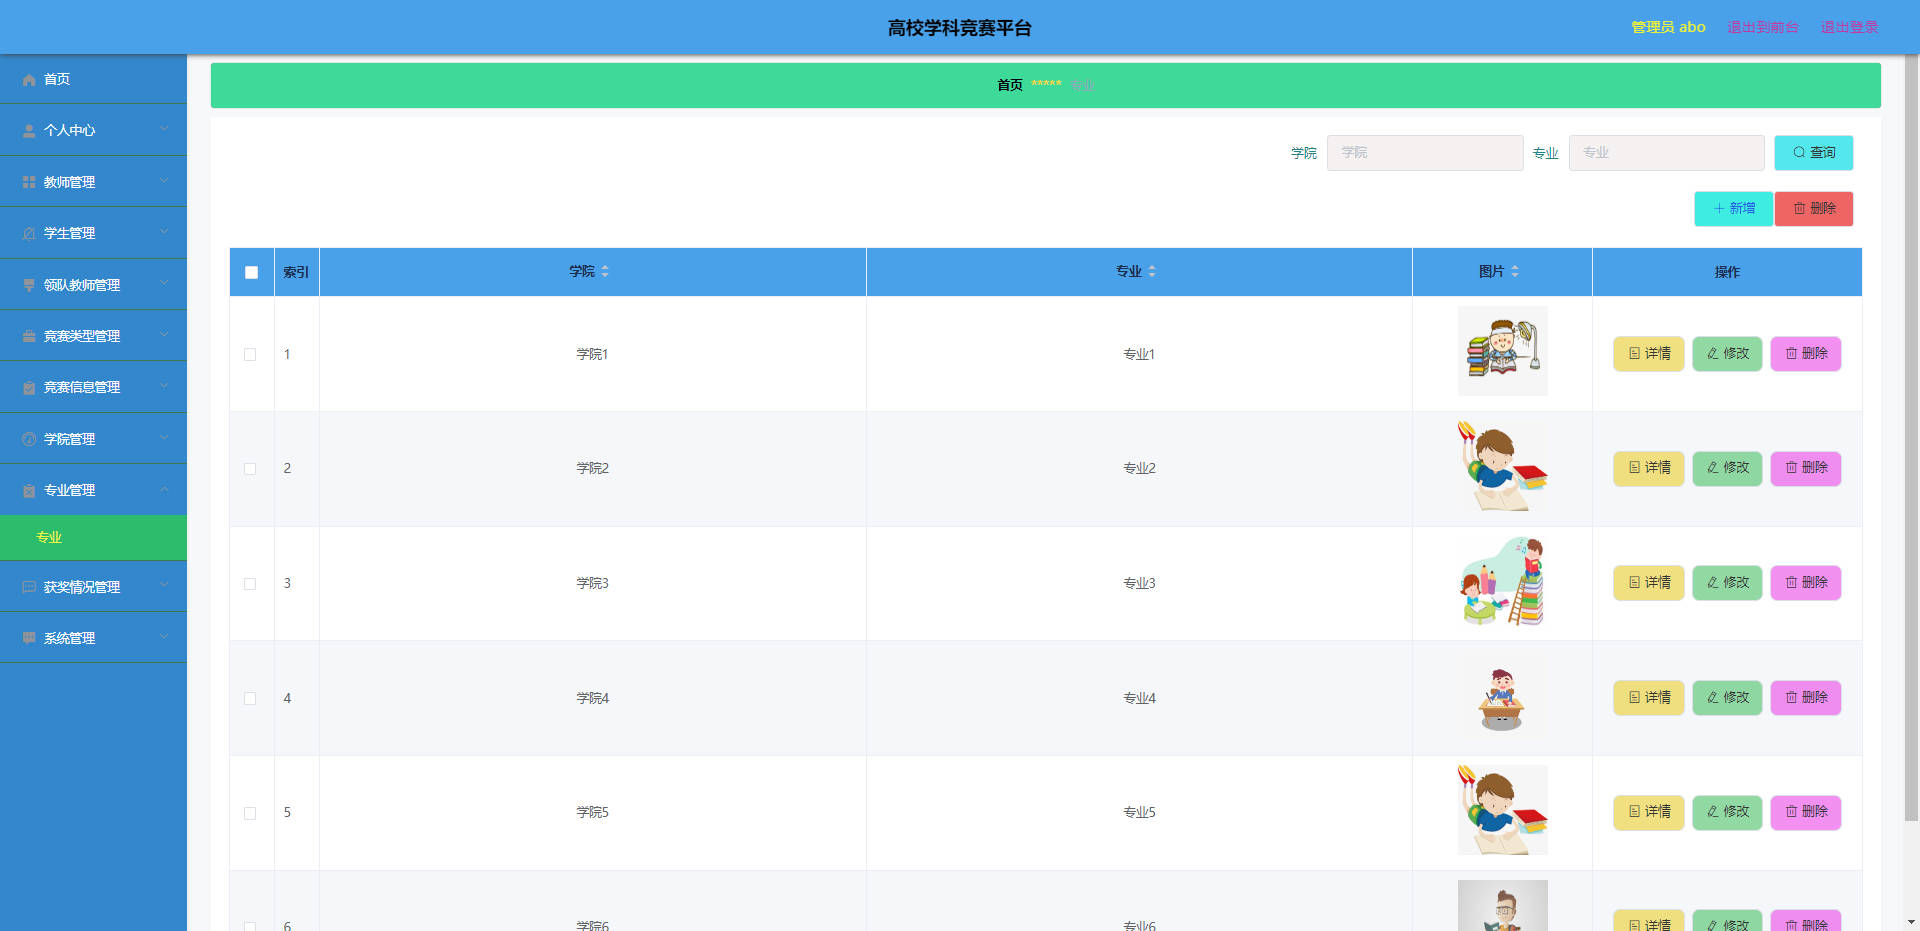 高校学科竞赛平台
管理员 abo 退出到前台 退出登录
首页
个人中心
教师管理
学生管理
领队教师管理
竞赛类型管理
竞赛信息管理
学院管理
专业管理
专业
获奖情况管理
系统管理
首页 ***** 专业
学院 学院 专业 专业 查询
新增 删除
索引 学院 专业 图片 操作
1 学院1 专业1 详情 修改 删除
2 学院2 专业2 详情 修改 删除
3 学院3 专业3 详情 修改 删除
4 学院4 专业4 详情 修改 删除
5 学院5 专业5 详情 修改 删除
6 学院6 专业6 详情 修改 删除